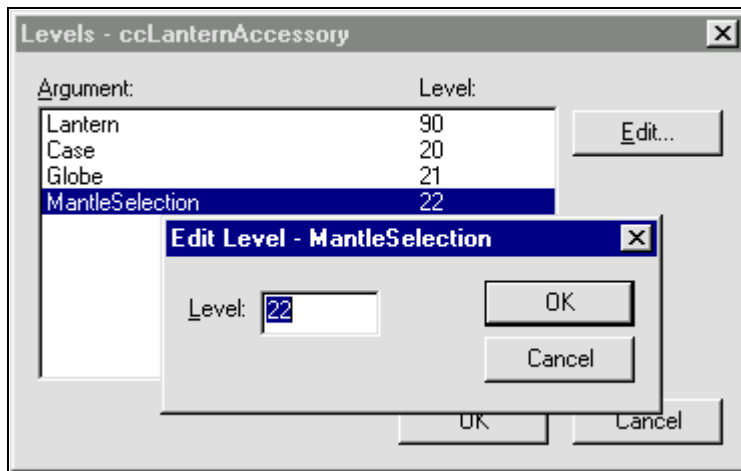 Levels - ccLanternAccessory
Argument: Level:
Lantern 90
Case 20
Globe 21
MantleSelection 22
Edit...
Edit Level - MantleSelection
Level: 22
OK
Cancel
OK Cancel